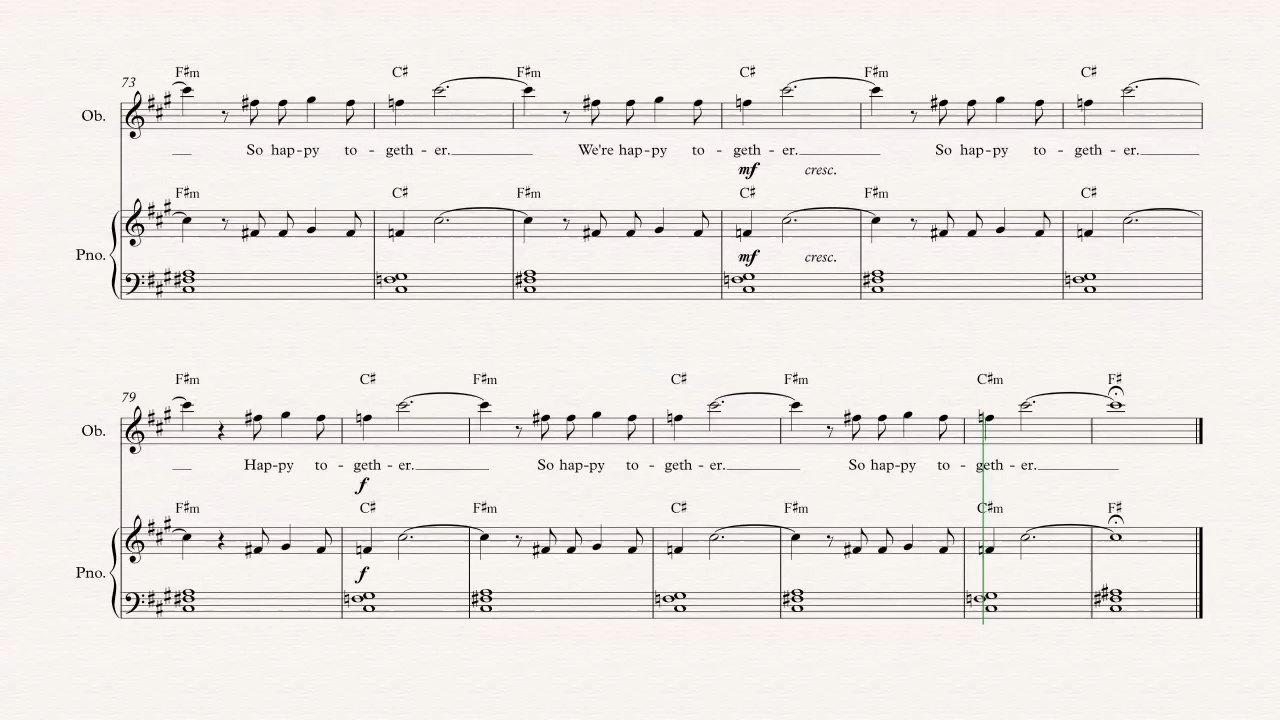 73 F♯m C♯ F♯m C♯ F♯m C♯
Ob.
So hap-py to - geth - er. We're hap-py to - geth - er. So hap-py to - geth - er.
mf cresc.
F♯m C♯ F♯m C♯ F♯m C♯
Pno.
mf cresc.
79 F♯m C♯ F♯m C♯ F♯m C♯m F♯
Ob.
Hap-py to - geth - er. So hap-py to - geth - er. So hap-py to - geth - er.
f
F♯m C♯ F♯m C♯ F♯m C♯m F♯
Pno.
f